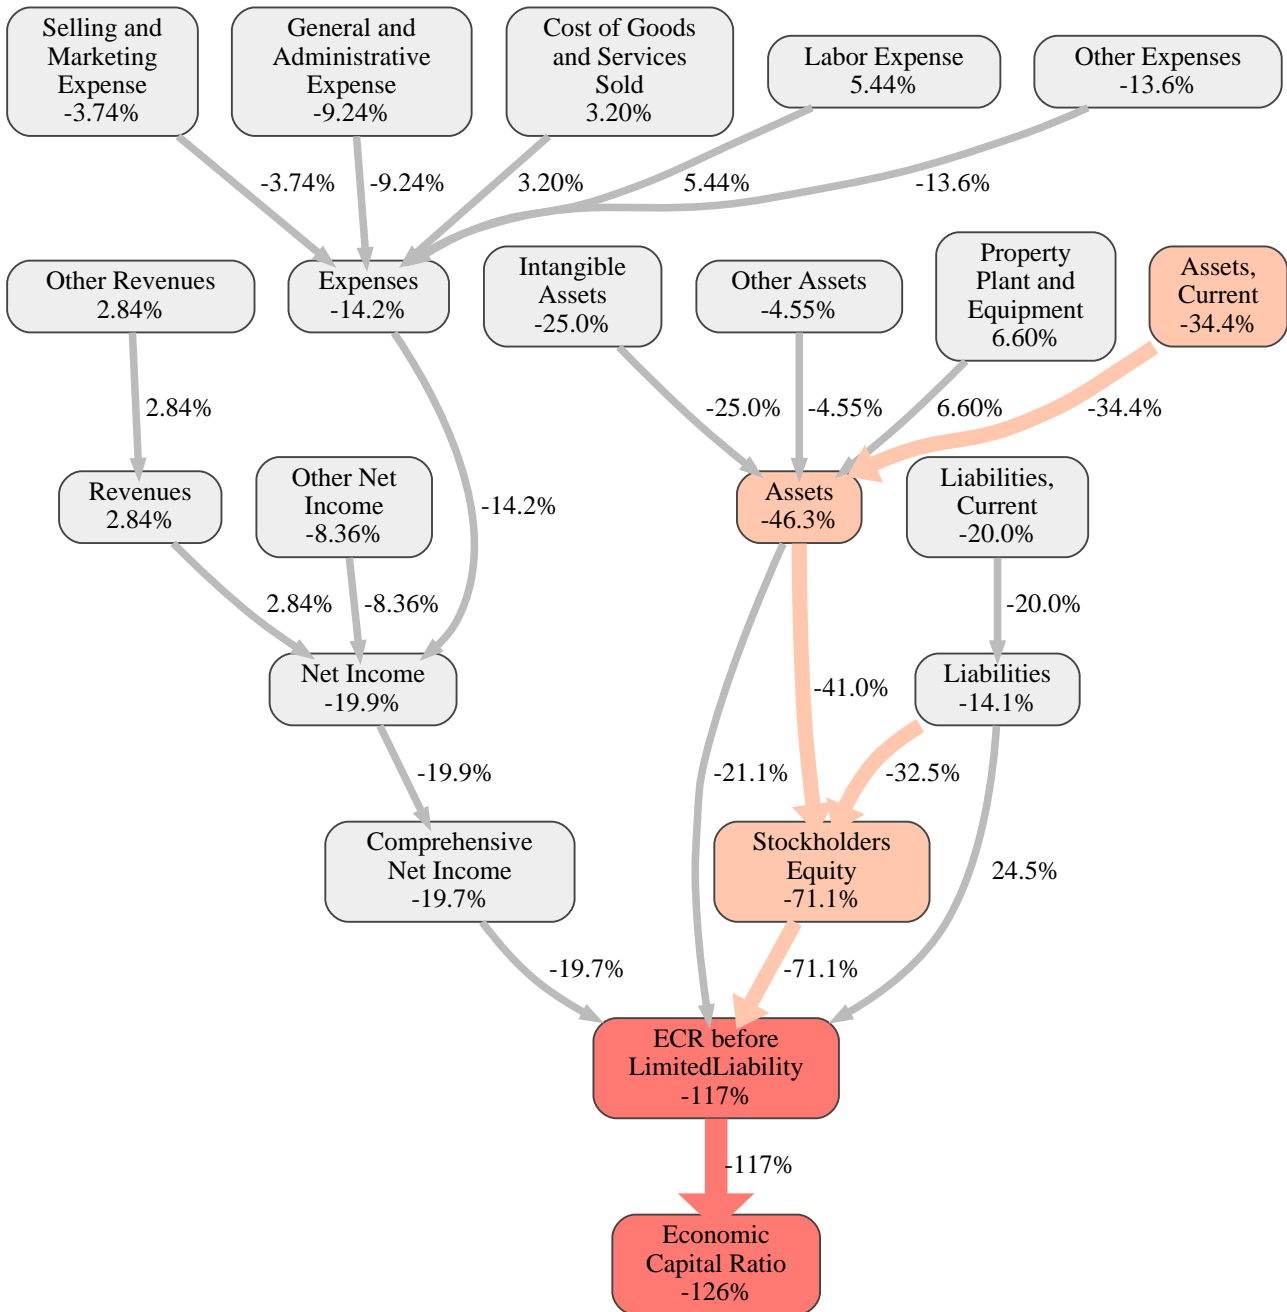 Selling and
Marketing
Expense
-3.74%
General and
Administrative
Expense
-9.24%
Cost of Goods
and Services
Sold
3.20%
Labor Expense
5.44%
Other Expenses
-13.6%
-3.74%
-9.24%
3.20%
5.44%
-13.6%
Other Revenues
2.84%
Expenses
-14.2%
Intangible
Assets
-25.0%
Other Assets
-4.55%
Property
Plant and
Equipment
6.60%
Assets,
Current
-34.4%
2.84%
-25.0%
-4.55%
6.60%
-34.4%
Revenues
2.84%
Other Net
Income
-8.36%
-14.2%
Assets
-46.3%
Liabilities,
Current
-20.0%
2.84%
-8.36%
-20.0%
Net Income
-19.9%
-41.0%
Liabilities
-14.1%
-19.9%
-21.1%
-32.5%
Comprehensive
Net Income
-19.7%
Stockholders
Equity
-71.1%
24.5%
-19.7%
-71.1%
ECR before
LimitedLiability
-117%
-117%
Economic
Capital Ratio
-126%